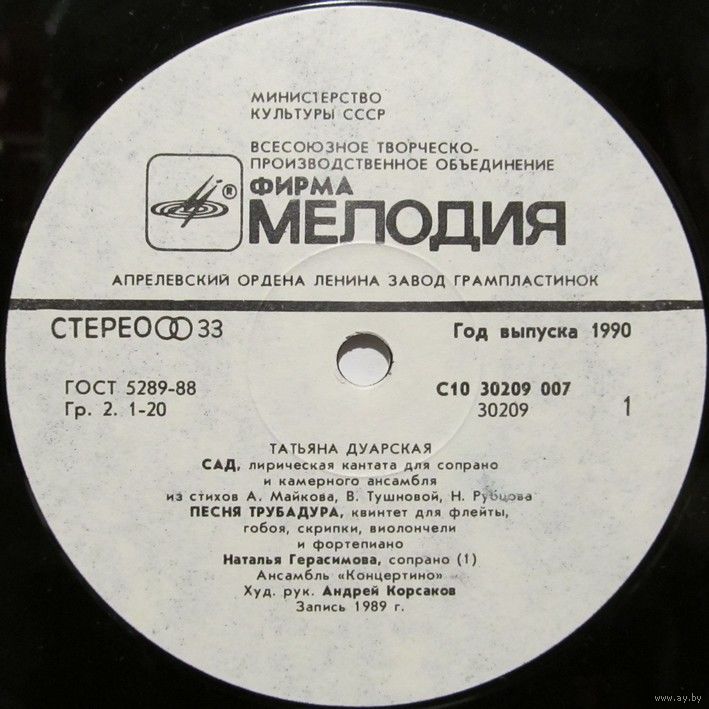 МИНИСТЕРСТВО
КУЛЬТУРЫ СССР
ВСЕСОЮЗНОЕ ТВОРЧЕСКО-
-ПРОИЗВОДСТВЕННОЕ ОБЪЕДИНЕНИЕ
®
ФИРМА
МЕЛОДИЯ
АПРЕЛЕВСКИЙ ОРДЕНА ЛЕНИНА ЗАВОД ГРАМПЛАСТИНОК
СТЕРЕО 33
Год выпуска 1990
ГОСТ 5289-88
Гр. 2. 1-20
С10 30209 007
30209
1
ТАТЬЯНА ДУАРСКАЯ
САД, лирическая кантата для сопрано
и камерного ансамбля
из стихов А. Майкова, В. Тушновой, Н. Рубцова
ПЕСНЯ ТРУБАДУРА, квинтет для флейты,
гобоя, скрипки, виолончели
и фортепиано
Наталья Герасимова, сопрано (1)
Ансамбль «Концертино»
Худ. рук. Андрей Корсаков
Запись 1989 г.
www.ay.by